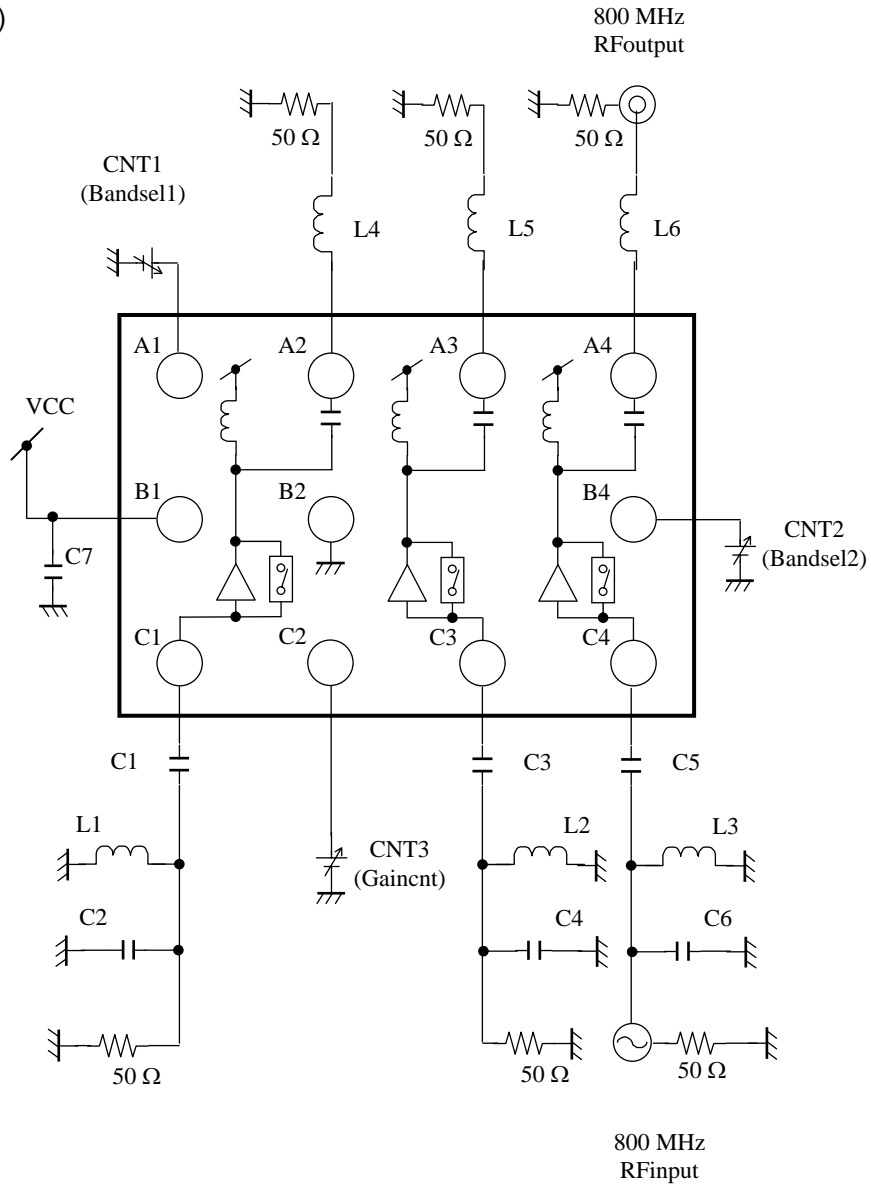 )
800 MHz
RFoutput
50 Ω
50 Ω
50 Ω
CNT1
(Bandsel1)
L4
L5
L6
A1
A2
A3
A4
VCC
B1
B2
B4
CNT2
(Bandsel2)
C7
C1
C2
C3
C4
C1
C3
C5
L1
L2
L3
CNT3
(Gaincnt)
C2
C4
C6
50 Ω
50 Ω
50 Ω
800 MHz
RFinput